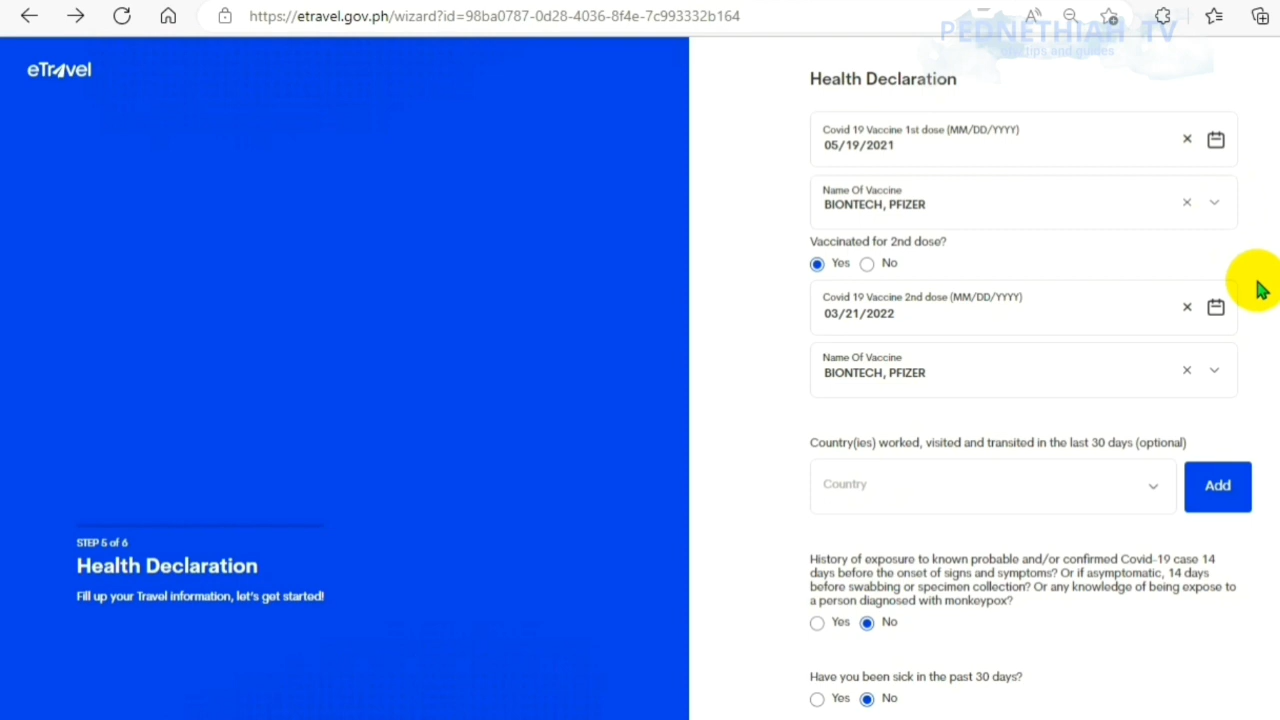 https://etravel.gov.ph/wizard?id=98ba0787-0d28-4036-8f4e-7c993332b164
PEDNETHIAH TV
diy tips and guides
eTravel
Health Declaration
Covid 19 Vaccine 1st dose (MM/DD/YYYY)
05/19/2021
Name Of Vaccine
BIONTECH, PFIZER
Vaccinated for 2nd dose?
Yes No
Covid 19 Vaccine 2nd dose (MM/DD/YYYY)
03/21/2022
Name Of Vaccine
BIONTECH, PFIZER
Country(ies) worked, visited and transited in the last 30 days (optional)
Country
Add
STEP 5 of 6
Health Declaration
Fill up your Travel information, let's get started!
History of exposure to known probable and/or confirmed Covid-19 case 14
days before the onset of signs and symptoms? Or if asymptomatic, 14 days
before swabbing or specimen collection? Or any knowledge of being expose to
a person diagnosed with monkeypox?
Yes No
Have you been sick in the past 30 days?
Yes No